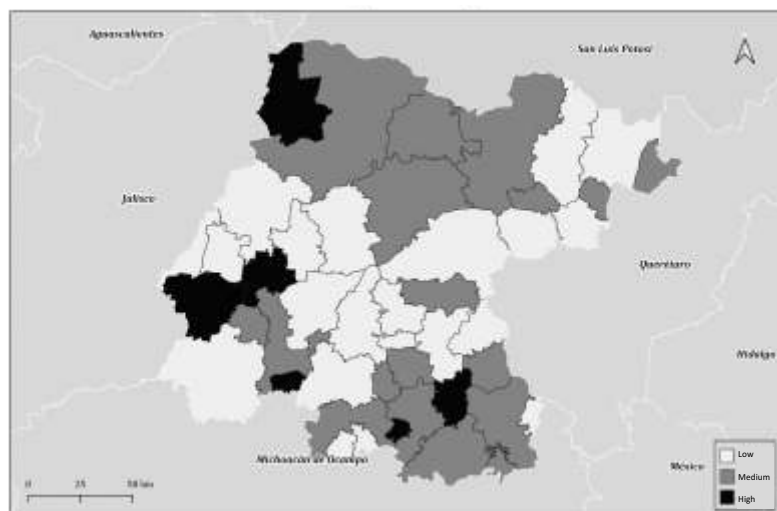 Aguascalientes
San Luis Potosí
Jalisco
Querétaro
Hidalgo
Michoacán de Ocampo
México
0 25 50 km
Low
Medium
High